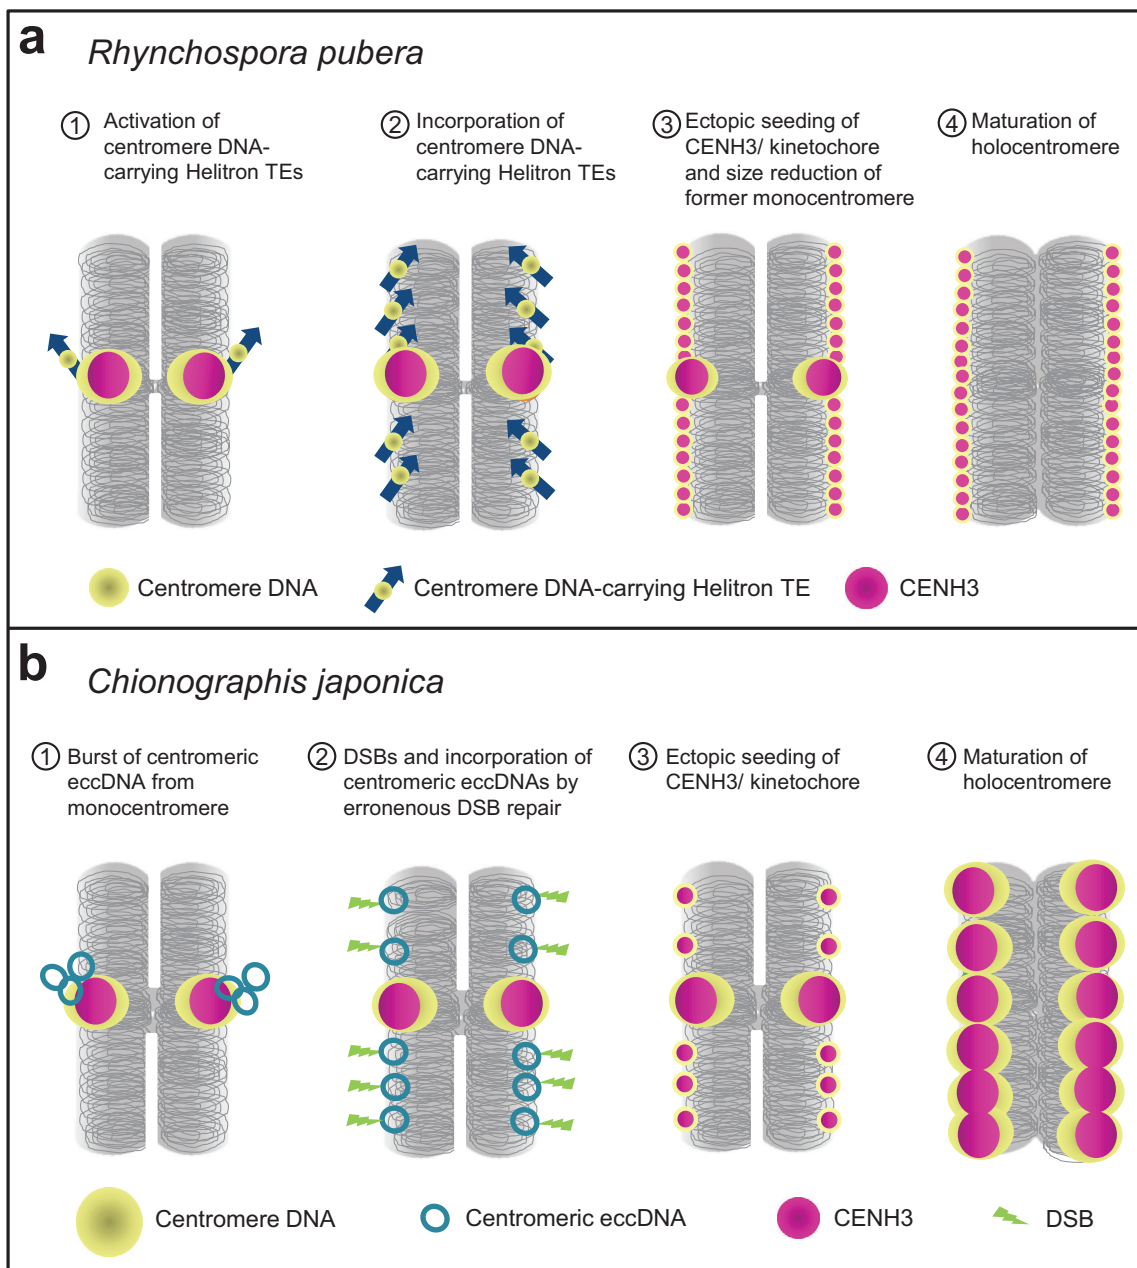 a
Rhynchospora pubera
1 Activation of
centromere DNA-
carrying Helitron TEs
2 Incorporation of
centromere DNA-
carrying Helitron TEs
3 Ectopic seeding of
CENH3/ kinetochore
and size reduction of
former monocentromere
4 Maturation of
holocentromere
Centromere DNA
Centromere DNA-carrying Helitron TE
CENH3
b
Chionographis japonica
1 Burst of centromeric
eccDNA from
monocentromere
2 DSBs and incorporation of
centromeric eccDNAs by
erronenous DSB repair
3 Ectopic seeding of
CENH3/ kinetochore
4 Maturation of
holocentromere
Centromere DNA
Centromeric eccDNA
CENH3
DSB